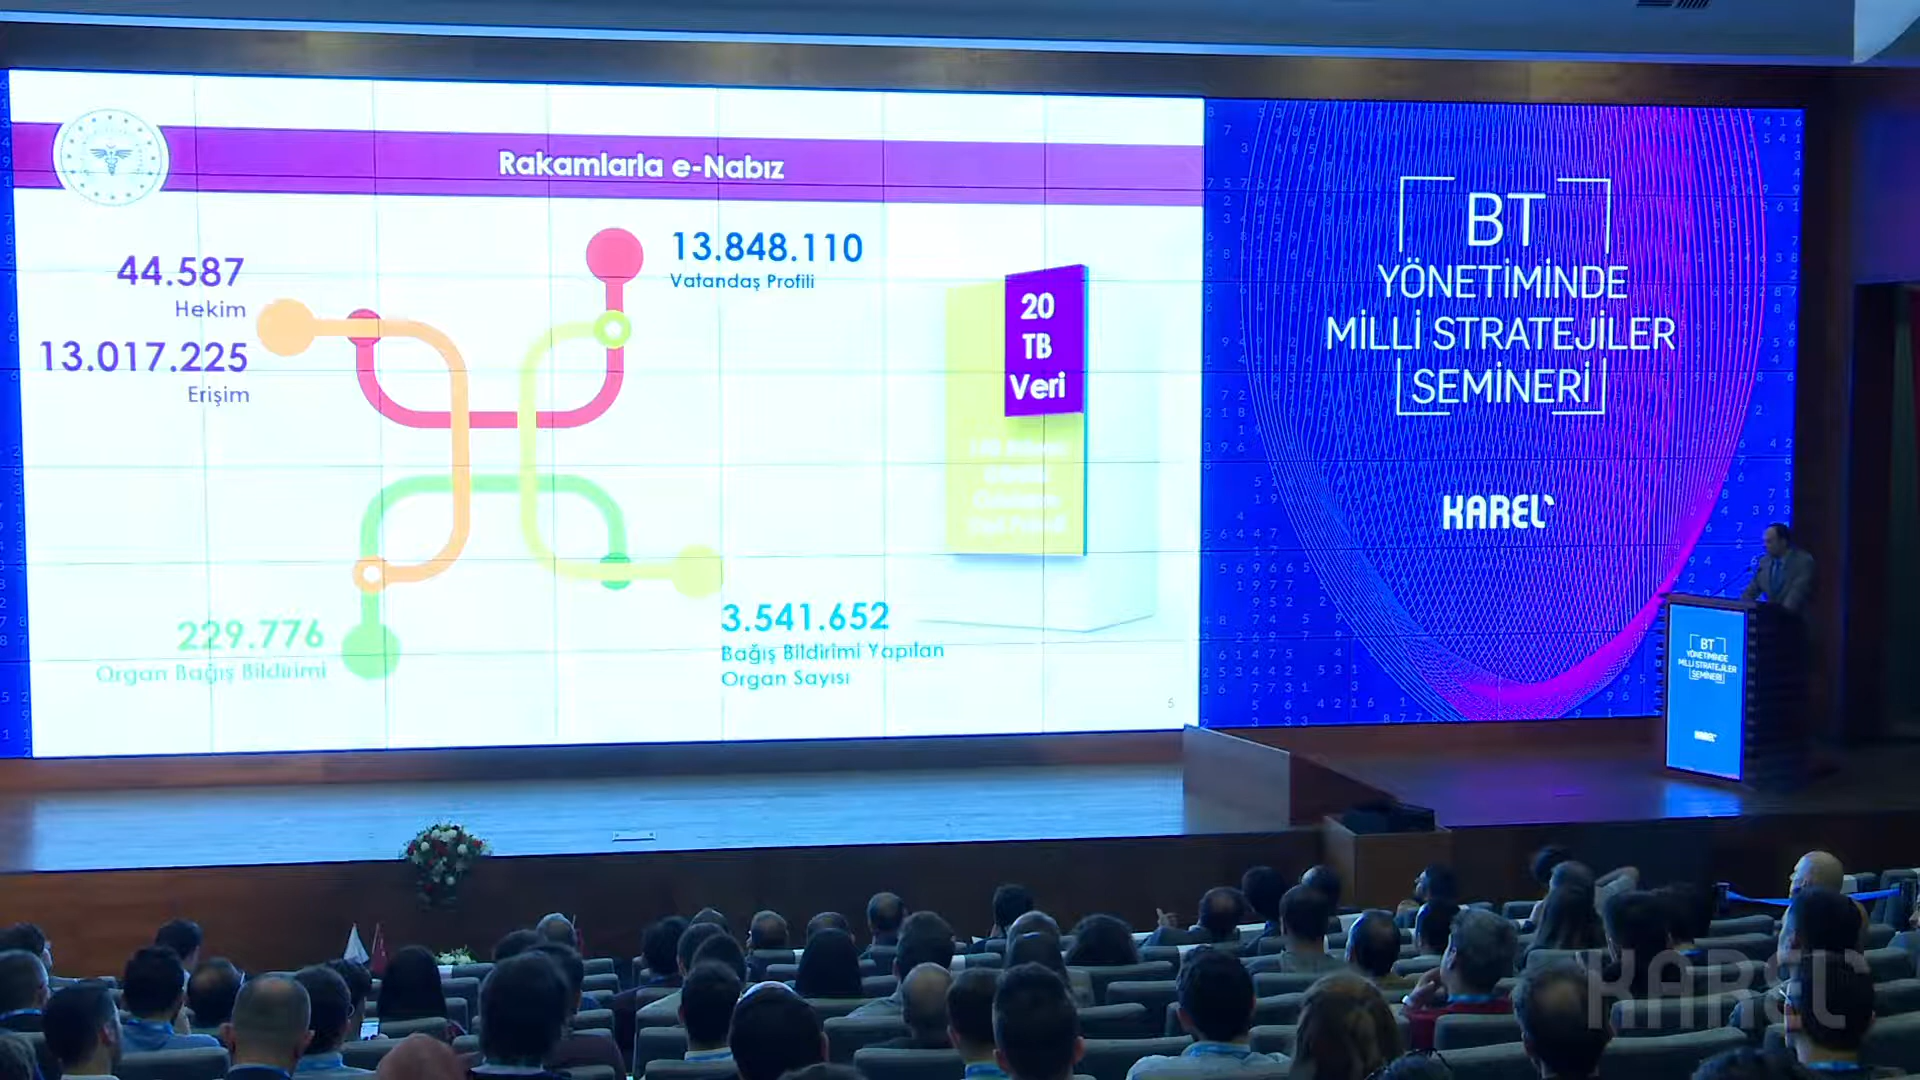 Rakamlarla e-Nabız
44.587
Hekim
13.017.225
Erişim
13.848.110
Vatandaş Profili
20
TB
Veri
229.776
Organ Bağış Bildirimi
3.541.652
Bağış Bildirimi Yapılan
Organ Sayısı
5
BT
YÖNETİMİNDE
MİLLİ STRATEJİLER
SEMİNERİ
KAREL
BT
YÖNETİMİNDE
MİLLİ STRATEJİLER
SEMİNERİ
KAREL
KAREL